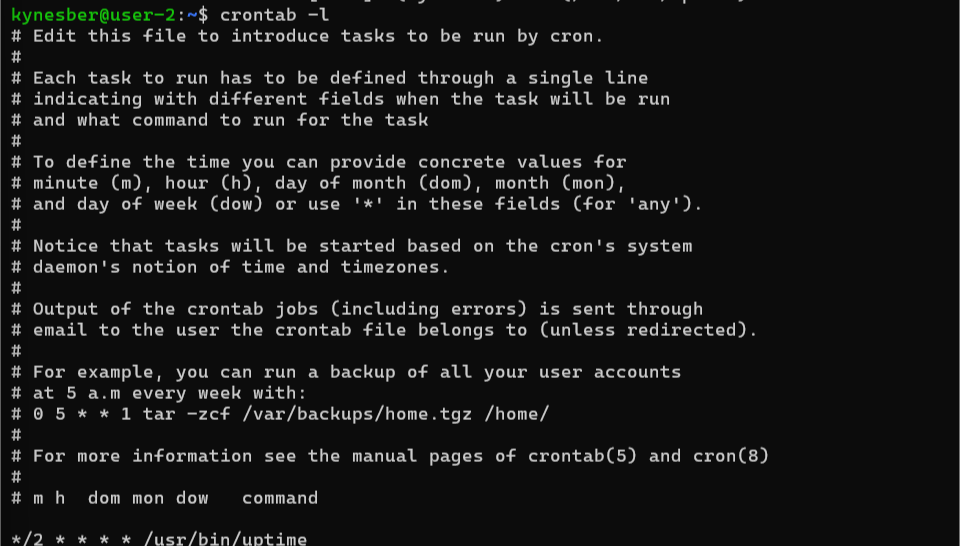 kynesber@user-2:~$ crontab -l
# Edit this file to introduce tasks to be run by cron.
#
# Each task to run has to be defined through a single line
# indicating with different fields when the task will be run
# and what command to run for the task
#
# To define the time you can provide concrete values for
# minute (m), hour (h), day of month (dom), month (mon),
# and day of week (dow) or use '*' in these fields (for 'any').
#
# Notice that tasks will be started based on the cron's system
# daemon's notion of time and timezones.
#
# Output of the crontab jobs (including errors) is sent through
# email to the user the crontab file belongs to (unless redirected).
#
# For example, you can run a backup of all your user accounts
# at 5 a.m every week with:
# 0 5 * * 1 tar -zcf /var/backups/home.tgz /home/
#
# For more information see the manual pages of crontab(5) and cron(8)
#
# m h  dom mon dow   command

*/2 * * * * /usr/bin/uptime